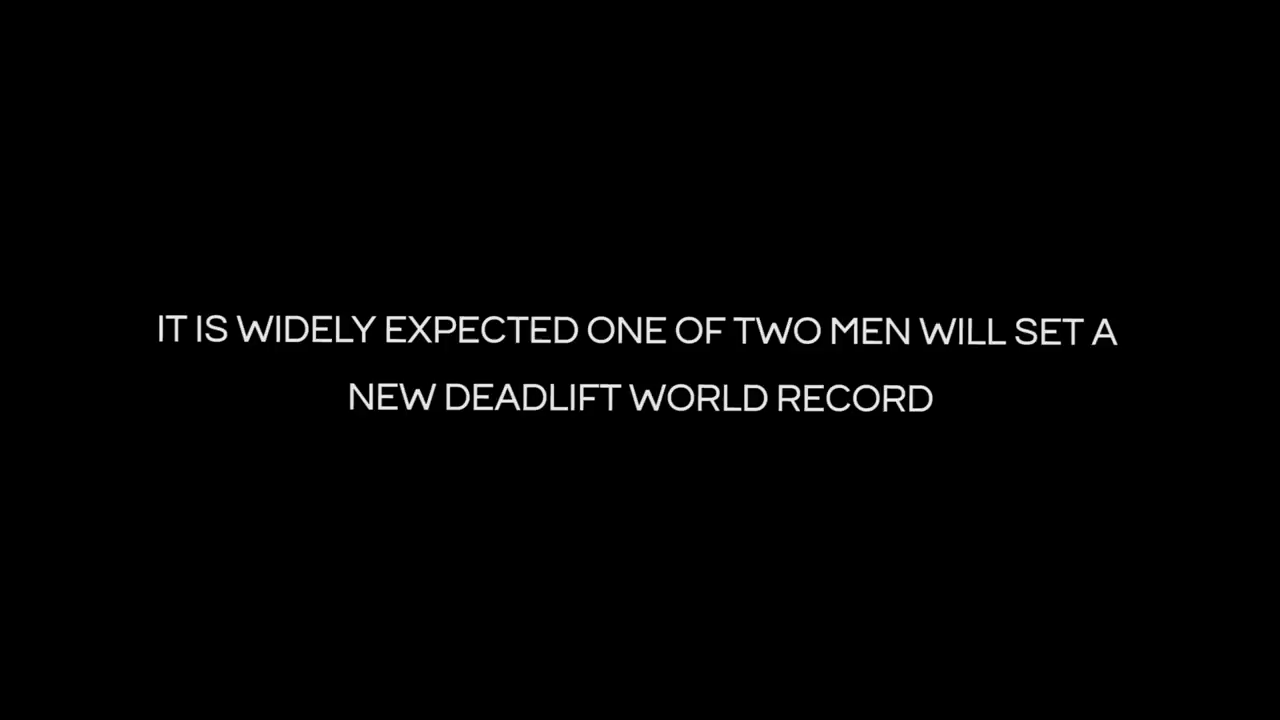 IT IS WIDELY EXPECTED ONE OF TWO MEN WILL SET A
NEW DEADLIFT WORLD RECORD